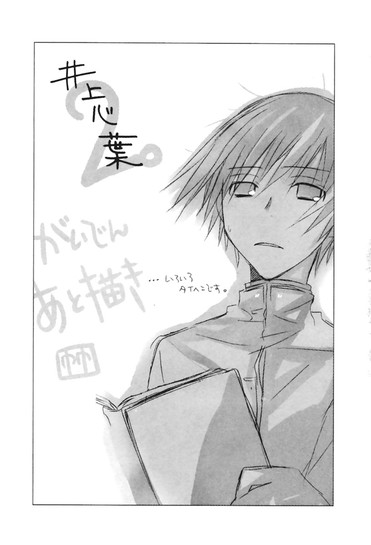 井上心葉
がいでん
あと描き
…いろいろ
タイヘンです。